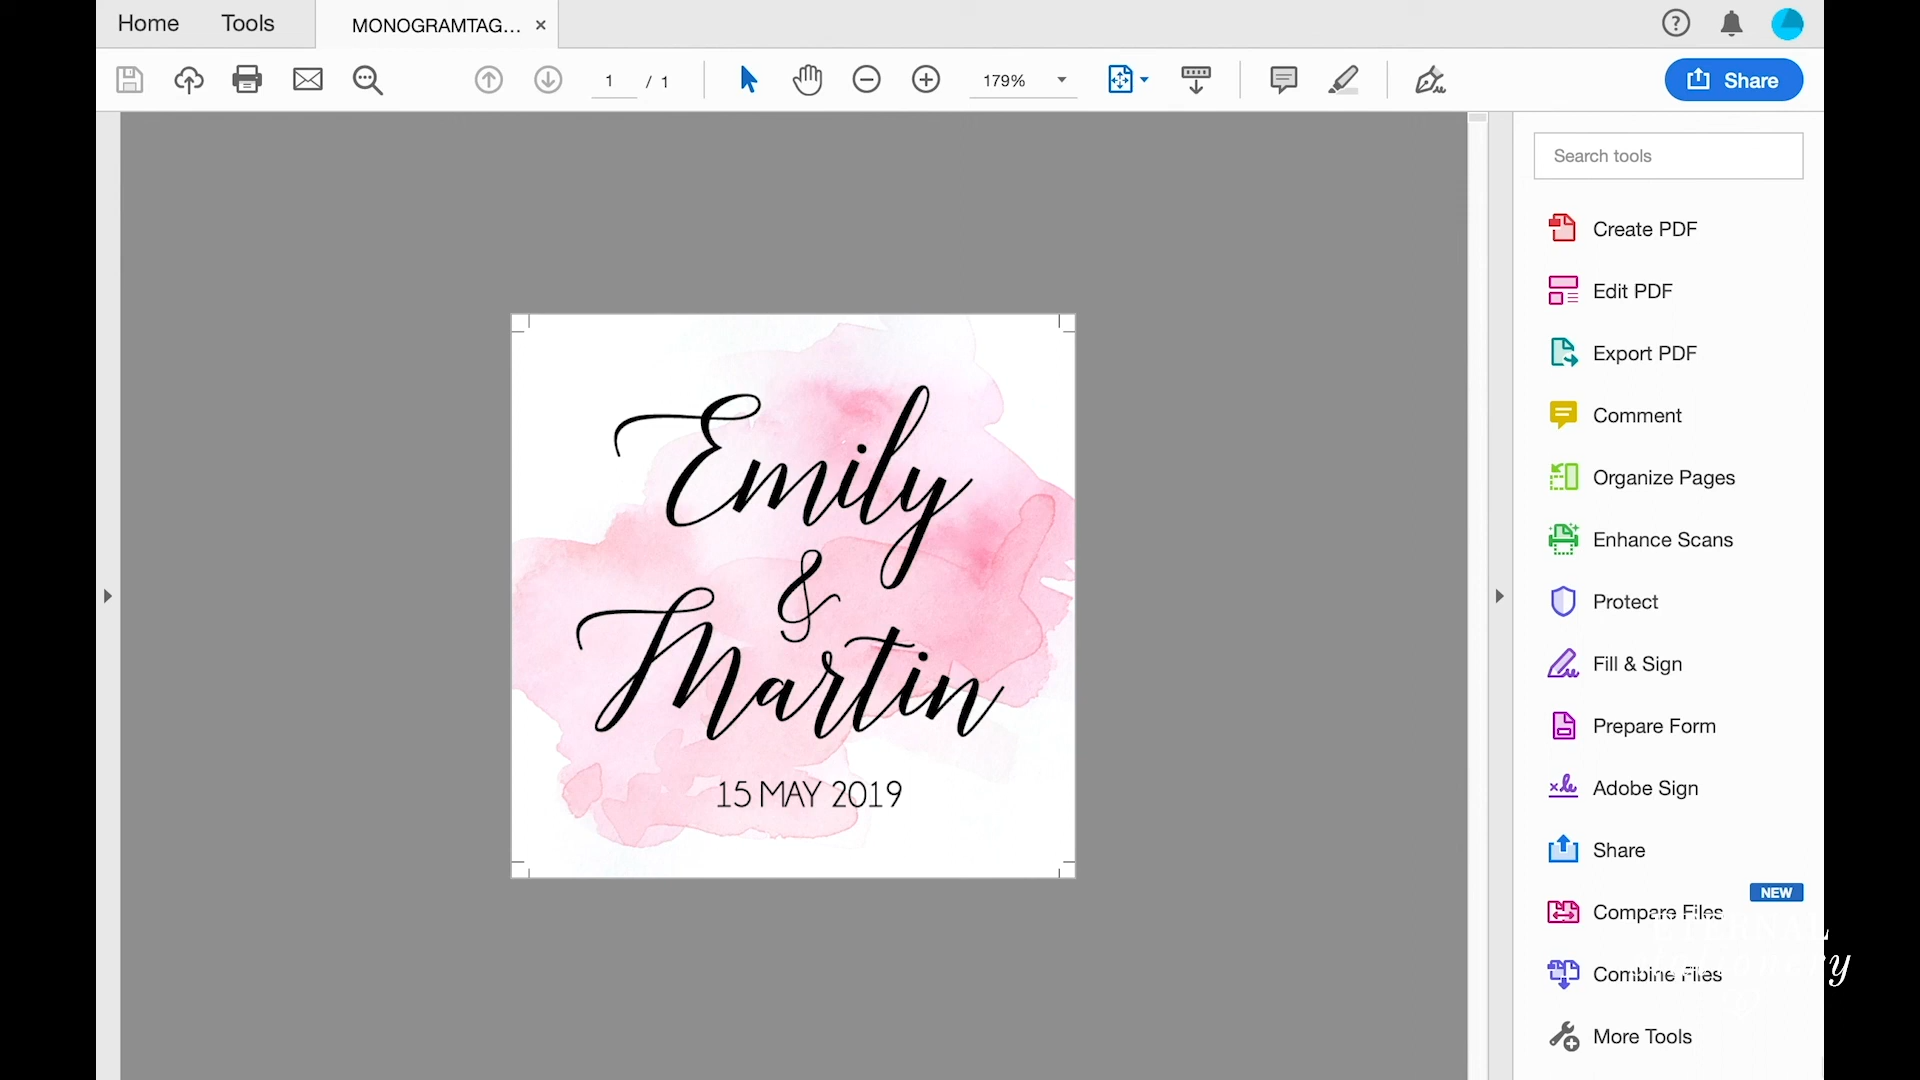 Home Tools MONOGRAMTAG... ×
1 / 1 179% Share
Search tools
Create PDF
Edit PDF
Export PDF
Comment
Organize Pages
Enhance Scans
Protect
Fill & Sign
Prepare Form
Adobe Sign
Share
NEW
Compare Files
Combine Files
More Tools
Emily
&
Martin
15 MAY 2019
ETERNAL
stationery